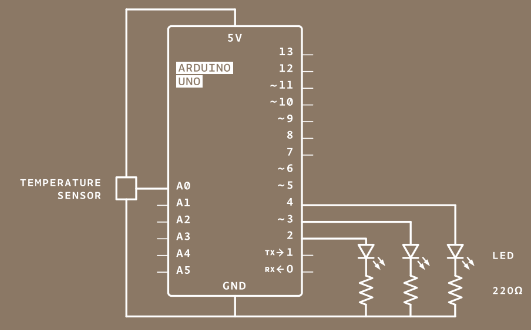 5V
ARDUINO
UNO
13
12
~11
~10
~9
8
7
~6
~5
4
~3
2
TX→1
RX←0
TEMPERATURE
SENSOR
A0
A1
A2
A3
A4
A5
GND
LED
220Ω